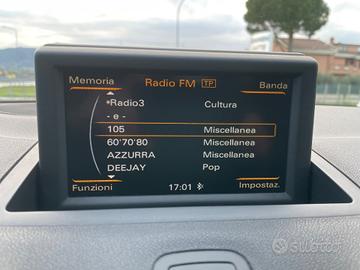 Memoria Radio FM TP Banda
*Radio3 Cultura
- e -
105 Miscellanea
60'70'80 Miscellanea
AZZURRA Miscellanea
DEEJAY Pop
Funzioni 17:01 Impostaz.
subito